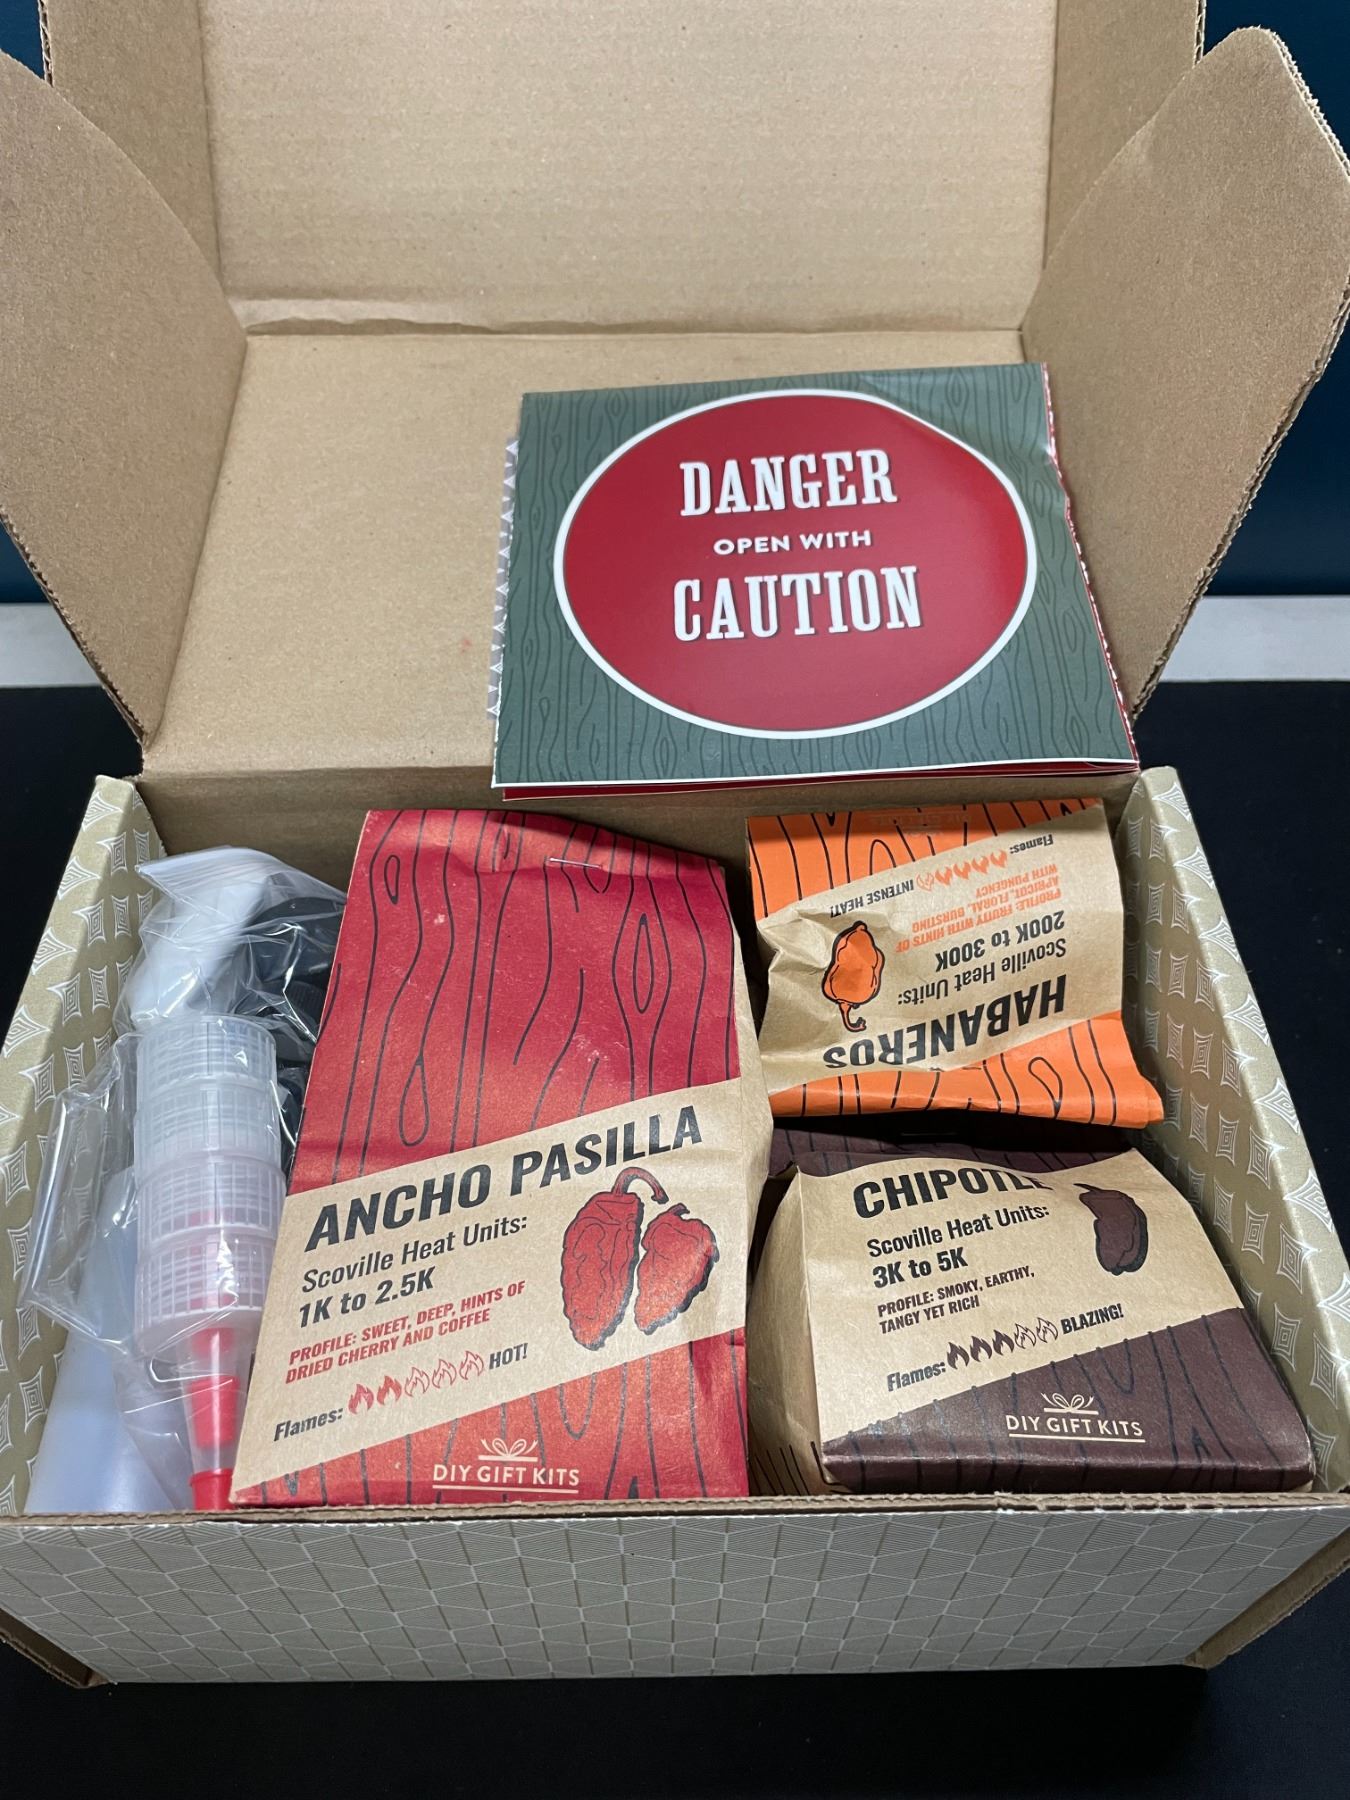 DANGER
OPEN WITH
CAUTION
ANCHO PASILLA
Scoville Heat Units:
1K to 2.5K
PROFILE: SWEET, DEEP, HINTS OF
DRIED CHERRY AND COFFEE
Flames: HOT!
DIY GIFT KITS
HABANEROS
Scoville Heat Units:
200K to 300K
PROFILE: FRUITY WITH HINTS OF
APRICOT, FLORAL, BURSTING
WITH PUNGENCY
Flames: INTENSE HEAT!
CHIPOTLE
Scoville Heat Units:
3K to 5K
PROFILE: SMOKY, EARTHY,
TANGY YET RICH
Flames: BLAZING!
DIY GIFT KITS